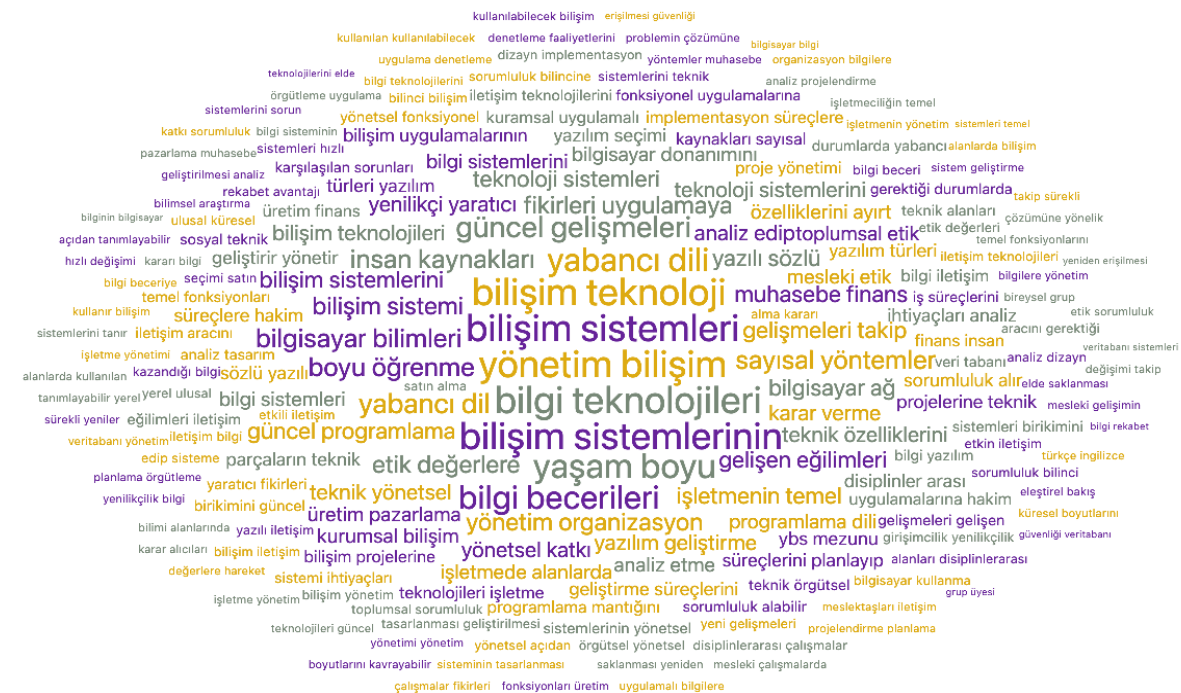 kullanılabilecek bilişim erişilmesi güvenliği
kullanılan kullanılabilecek denetleme faaliyetlerini problemin çözümüne bilgisayar bilgi
uygulama denetleme dizayn implementasyon yöntemler muhasebe organizasyon bilgilere
teknolojilerini elde bilgi teknolojilerini sorumluluk bilincine sistemlerini teknik analiz projelendirme
örgütleme uygulama bilinci bilişim iletişim teknolojilerini fonksiyonel uygulamalarına işletmeciliğin temel
sistemlerini sorun yönetsel fonksiyonel kuramsal uygulamalı implementasyon süreçlere işletmenin yönetim sistemleri temel
katkı sorumluluk bilgi sisteminin bilişim uygulamalarının yazılım seçimi kaynakları sayısal durumlarda yabancı alanlarda bilişim
pazarlama muhasebe sistemleri hızlı karşılaşılan sorunları bilgi sistemlerini bilgisayar donanımını proje yönetimi bilgi beceri sistem geliştirme
geliştirilmesi analiz rekabet avantajı türleri yazılım teknoloji sistemleri teknoloji sistemlerini gerektiği durumlarda takip sürekli
bilimsel araştırma yenilikçi yaratıcı fikirleri uygulamaya özelliklerini ayırt teknik alanları çözümüne yönelik
bilginin bilgisayar ulusal küresel üretim finans güncel gelişmeleri analiz edip toplumsal etik etik değerleri
açıdan tanımlayabilir sosyal teknik bilişim teknolojileri yazılım türleri temel fonksiyonlarını
hızlı değişimi kararı bilgi geliştirir yönetir insan kaynakları yabancı dili yazılı sözlü iletişim teknolojileri yeniden erişilmesi
bilgi beceriye seçimi satın bilişim sistemlerini bilişim teknoloji mesleki etik bilgi iletişim bilgilere yönetim
temel fonksiyonları muhasebe finans iş süreçlerini bireysel grup
kullanır bilişim süreçlere hakim bilişim sistemi alma kararı ihtiyaçları analiz etik sorumluluk
sistemlerini tanır iletişim aracını bilgisayar bilimleri bilişim sistemleri gelişmeleri takip finans insan aracını gerektiği
işletme yönetimi analiz tasarım yönetim bilişim sayısal yöntemler veri tabanı analiz dizayn veritabanı sistemleri
alanlarda kullanılan kazandığı bilgi sözlü yazılı boyu öğrenme bilgisayar ağ sorumluluk alır elde saklanması değişimi takip
tanımlayabilir yerel yerel ulusal bilgi sistemleri satın alma yabancı dil bilgi teknolojileri karar verme projelerine teknik mesleki gelişimin
sürekli yeniler eğilimleri iletişim etkili iletişim sistemleri birikimini bilgi rekabet
veritabanı yönetim iletişim bilgi güncel programlama bilişim sistemlerinin teknik özelliklerini etkin iletişim
edip sisteme parçaların teknik etik değerlere yaşam boyu gelişen eğilimleri bilgi yazılım türkçe ingilizce
planlama örgütleme yaratıcı fikirleri disiplinler arası sorumluluk bilinci
yenilikçilik bilgi birikimini güncel teknik yönetsel bilgi becerileri işletmenin temel uygulamalarına hakim eleştirel bakış
bilimi alanlarında yazılı iletişim üretim pazarlama yönetim organizasyon programlama dili gelişmeleri gelişen küresel boyutlarını
karar alıcıları bilişim iletişim kurumsal bilişim yönetsel katkı yazılım geliştirme ybs mezunu girişimcilik yenilikçilik güvenliği veritabanı
değerlere hareket bilişim projelerine analiz etme süreçlerini planlayıp alanları disiplinlerarası
sistemi ihtiyaçları işletmede alanlarda geliştirme süreçlerini teknik örgütsel bilgisayar kullanma
işletme yönetim bilişim yönetim teknolojileri işletme grup üyesi
toplumsal sorumluluk programlama mantığını sorumluluk alabilir meslektaşları iletişim
teknolojileri güncel tasarlanması geliştirilmesi sistemlerinin yönetsel yeni gelişmeleri projelendirme planlama
yönetimi yönetim yönetsel açıdan örgütsel yönetsel disiplinlerarası çalışmalar
boyutlarını kavrayabilir sisteminin tasarlanması saklanması yeniden mesleki çalışmalarda
çalışmalar fikirleri fonksiyonları üretim uygulamalı bilgilere